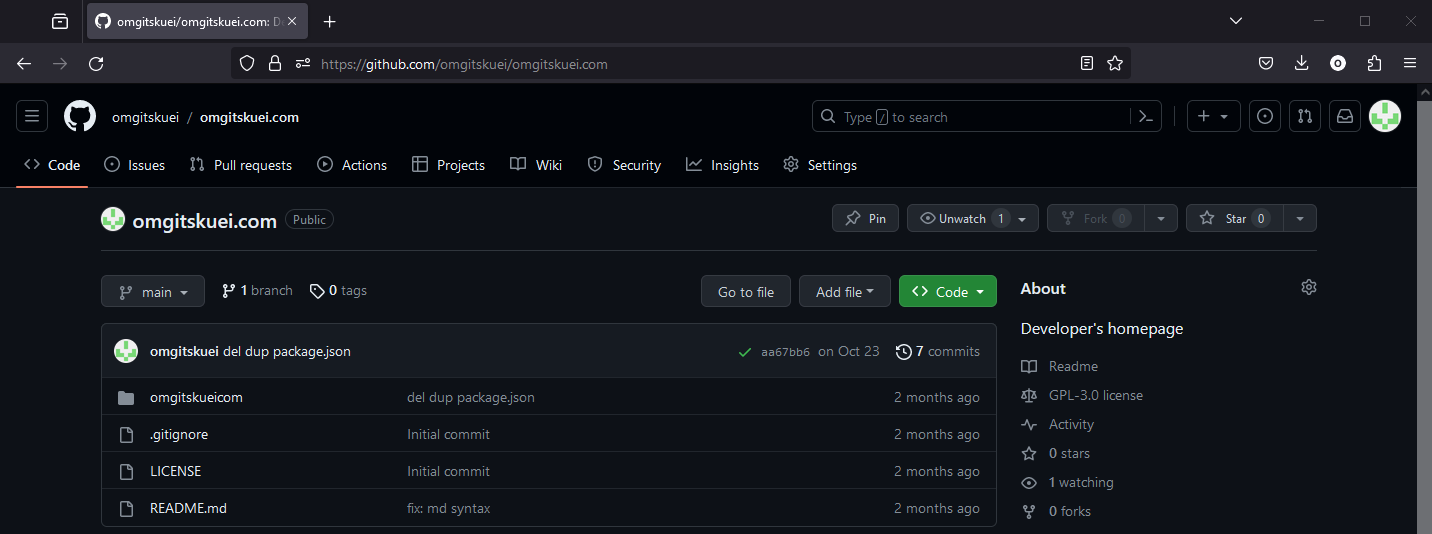 omgitskuei/omgitskuei.com: De
https://github.com/omgitskuei/omgitskuei.com
O
omgitskuei / omgitskuei.com
Type / to search
Code Issues Pull requests Actions Projects Wiki Security Insights Settings
omgitskuei.com Public
Pin Unwatch 1 Fork 0 Star 0
main 1 branch 0 tags Go to file Add file Code
About
Developer's homepage
omgitskuei del dup package.json aa67bb6 on Oct 23 7 commits
omgitskueicom del dup package.json 2 months ago
.gitignore Initial commit 2 months ago
LICENSE Initial commit 2 months ago
README.md fix: md syntax 2 months ago
Readme
GPL-3.0 license
Activity
0 stars
1 watching
0 forks